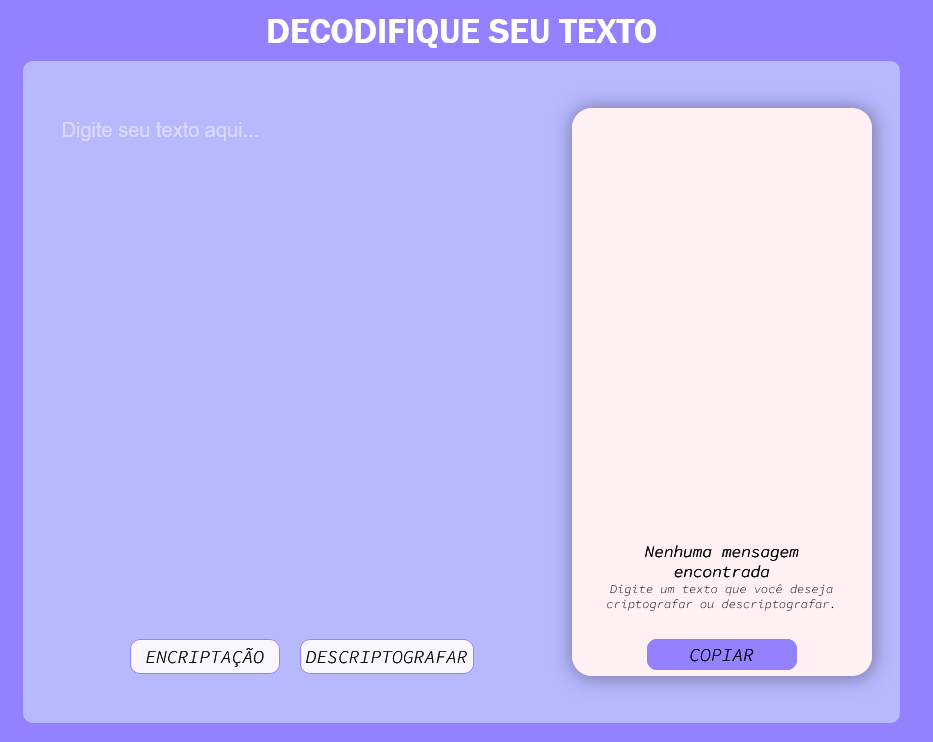 DECODIFIQUE SEU TEXTO
Digite seu texto aqui...
Nenhuma mensagem
encontrada
Digite um texto que você deseja
criptografar ou descriptografar.
ENCRIPTAÇÃO
DESCRIPTOGRAFAR
COPIAR